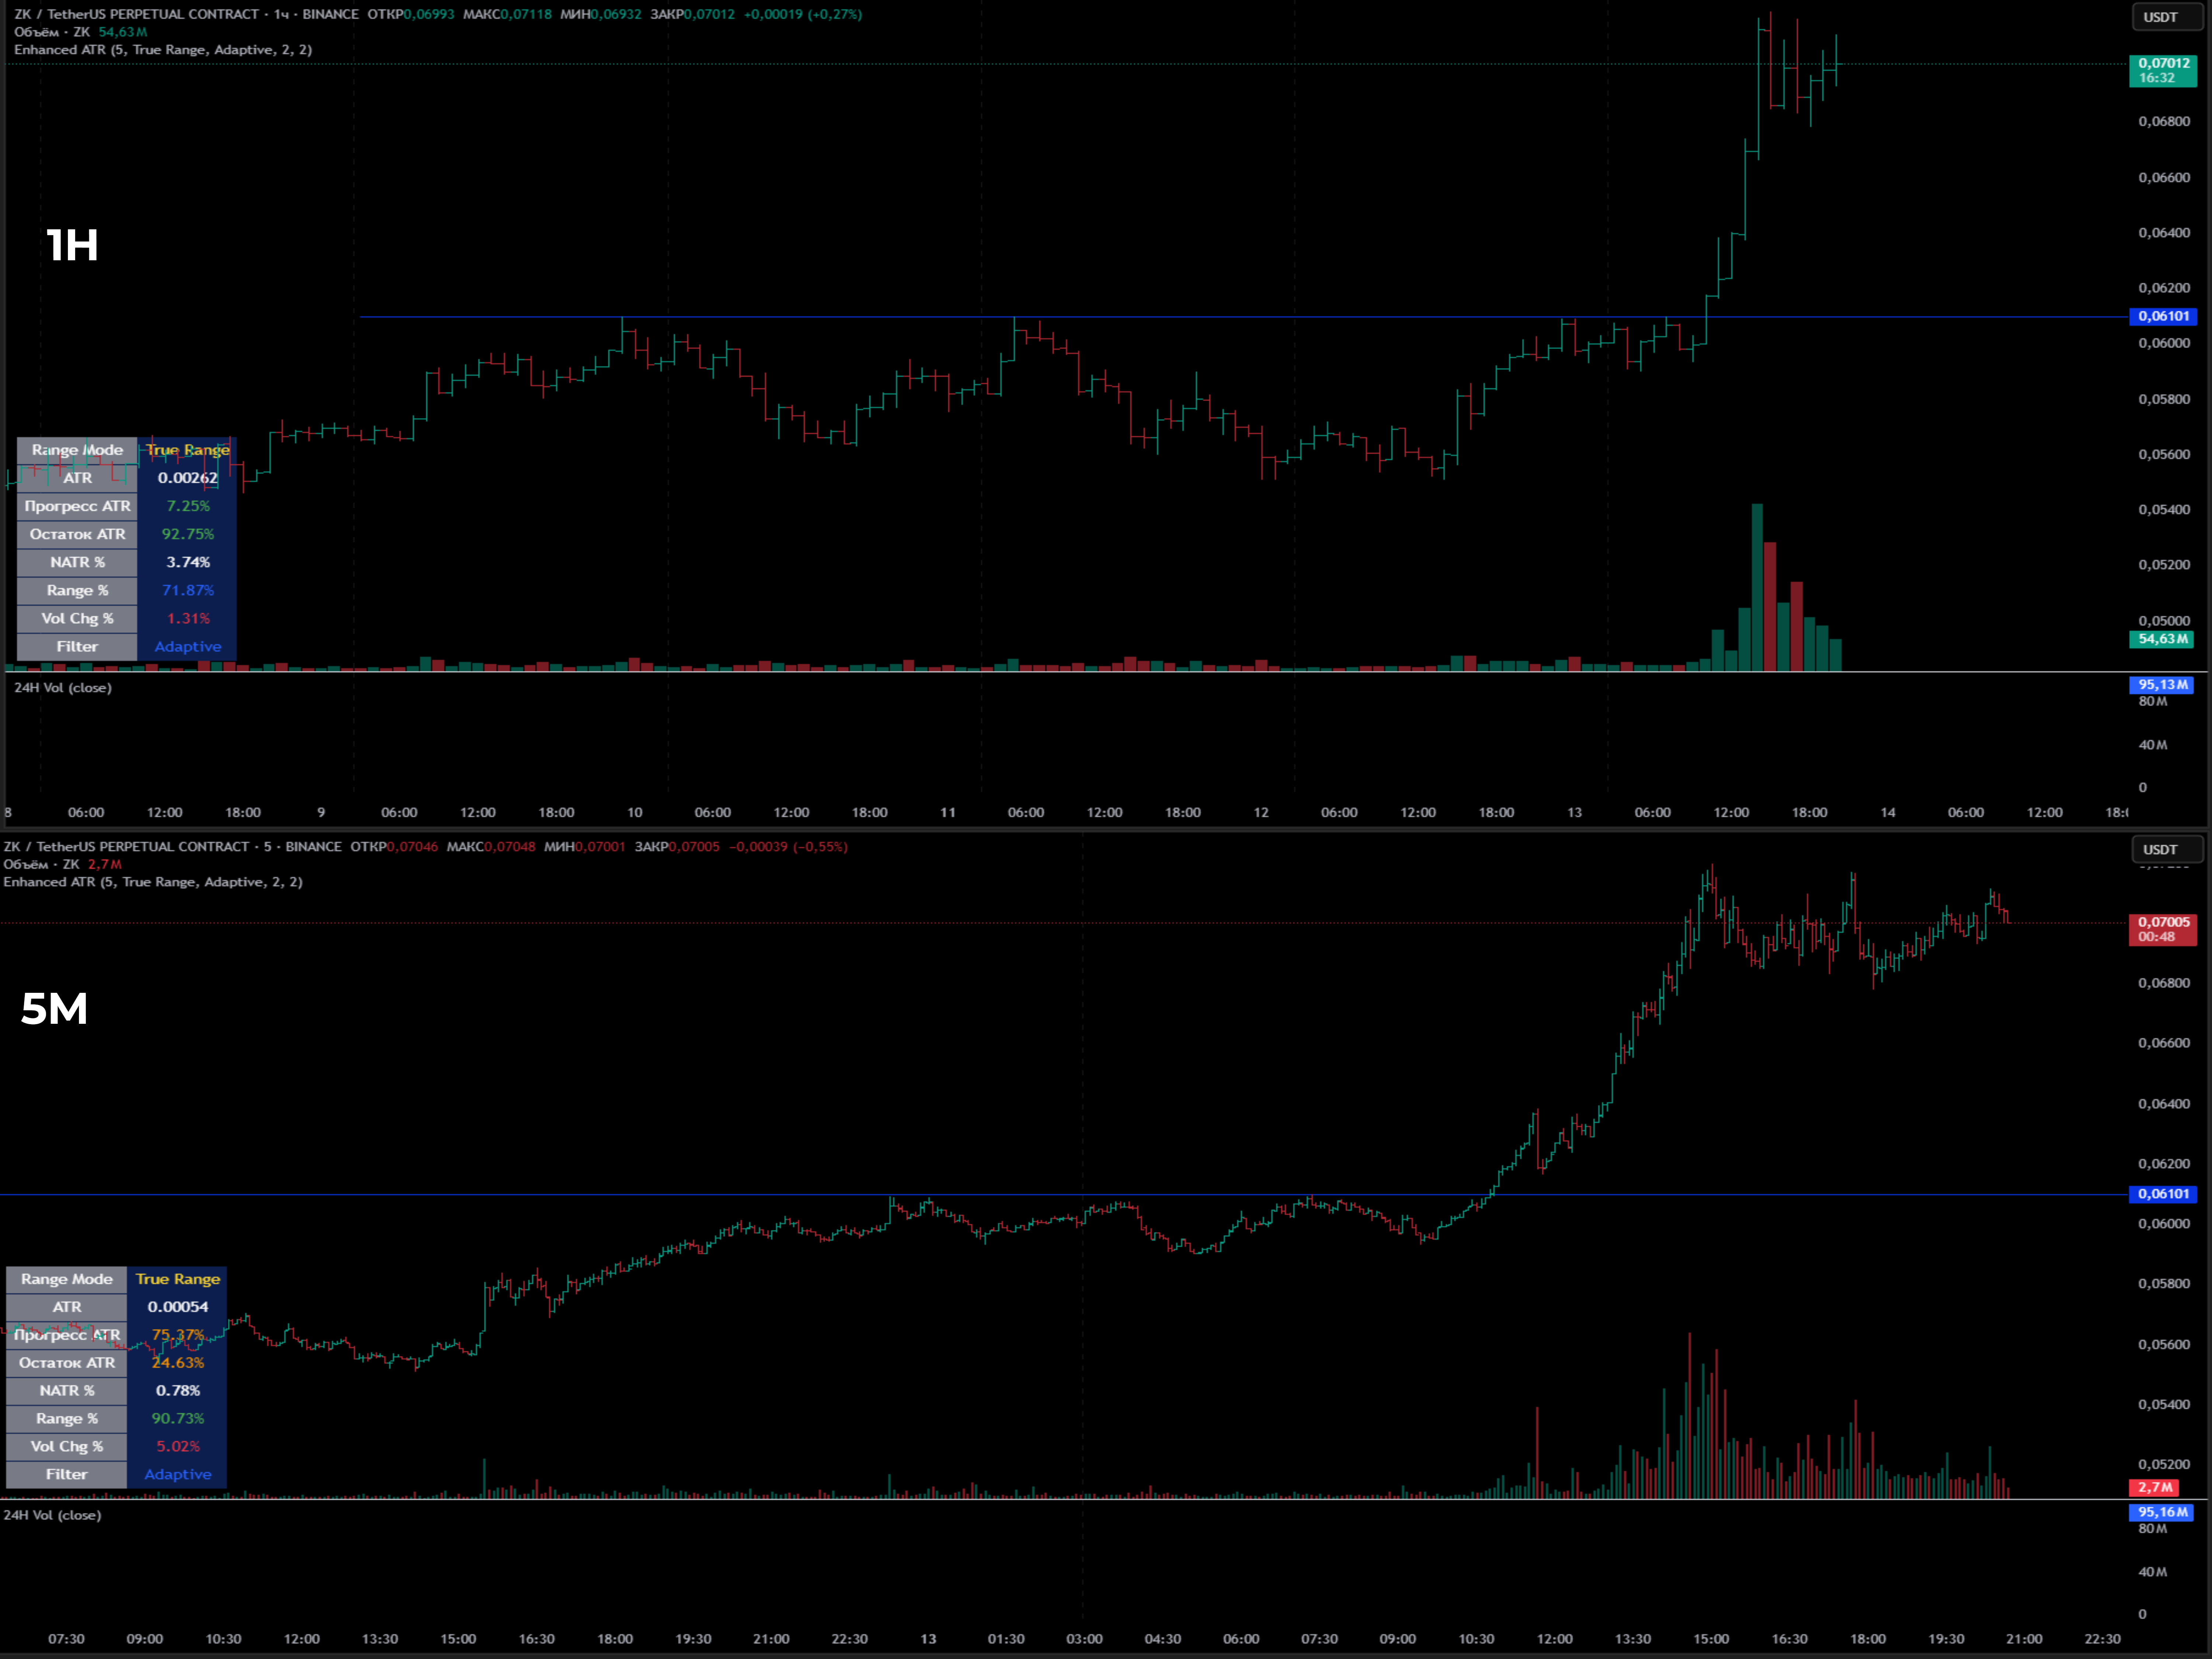 ZK / TetherUS PERPETUAL CONTRACT · 1ч · BINANCE ОТКР0,06993 МАКС0,07118 МИН0,06932 ЗАКР0,07012 +0,00019 (+0,27%)
Объём · ZK 54,63M
Enhanced ATR (5, True Range, Adaptive, 2, 2)
USDT
0,07012
16:32
0,06800
0,06600
0,06400
0,06200
0,06101
0,06000
0,05800
0,05600
0,05400
0,05200
0,05000
54,63M
1H
Range Mode True Range
ATR 0.00262
Прогресс ATR 7.25%
Остаток ATR 92.75%
NATR % 3.74%
Range % 71.87%
Vol Chg % 1.31%
Filter Adaptive
24H Vol (close)
95,13M
80M
40M
0
8 06:00 12:00 18:00 9 06:00 12:00 18:00 10 06:00 12:00 18:00 11 06:00 12:00 18:00 12 06:00 12:00 18:00 13 06:00 12:00 18:00 14 06:00 12:00
ZK / TetherUS PERPETUAL CONTRACT · 5 · BINANCE ОТКР0,07046 МАКС0,07048 МИН0,07001 ЗАКР0,07005 −0,00039 (−0,55%)
Объём · ZK 2,7M
Enhanced ATR (5, True Range, Adaptive, 2, 2)
USDT
0,07005
00:48
0,06800
0,06600
0,06400
0,06200
0,06101
0,06000
0,05800
0,05600
0,05400
0,05200
2,7M
5M
Range Mode True Range
ATR 0.00054
Прогресс ATR 75.37%
Остаток ATR 24.63%
NATR % 0.78%
Range % 90.73%
Vol Chg % 5.02%
Filter Adaptive
24H Vol (close)
95,16M
80M
40M
0
07:30 09:00 10:30 12:00 13:30 15:00 16:30 18:00 19:30 21:00 22:30 13 01:30 03:00 04:30 06:00 07:30 09:00 10:30 12:00 13:30 15:00 16:30 18:00 19:30 21:00 22:30